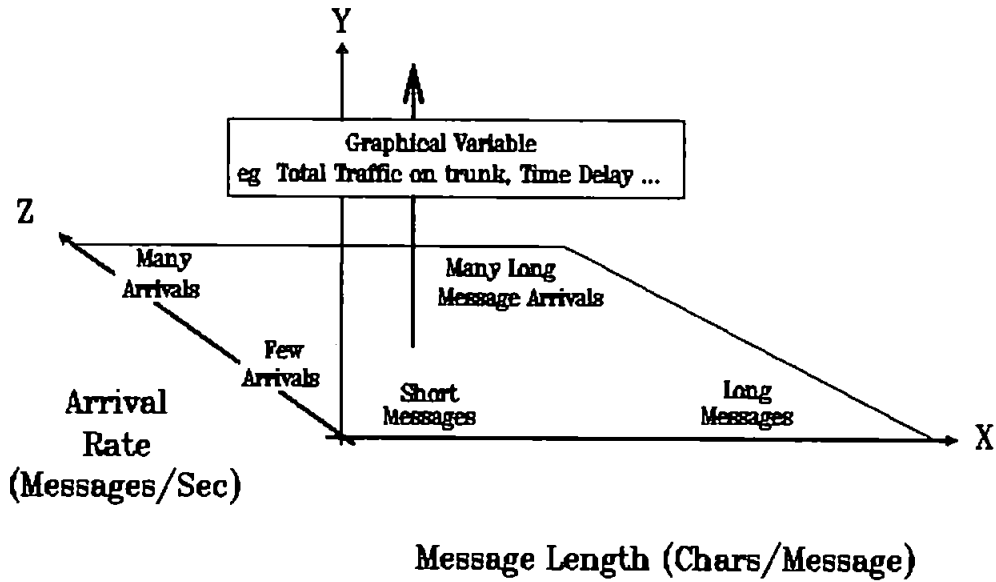 Y
Graphical Variable
eg Total Traffic on trunk, Time Delay ...
Z
Many
Arrivals
Many Long
Message Arrivals
Few
Arrivals
Short
Messages
Long
Messages
X
Arrival
Rate
(Messages/Sec)
Message Length (Chars/Message)